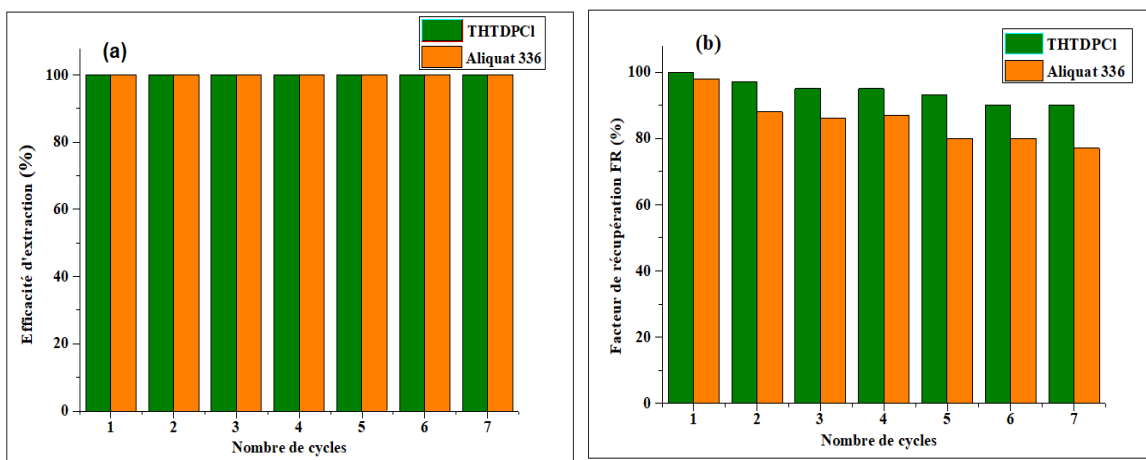 (a)
THTDPCl
Aliquat 336
Efficacité d'extraction (%)
100
80
60
40
20
0
1 2 3 4 5 6 7
Nombre de cycles
(b)
THTDPCl
Aliquat 336
Facteur de récupération FR (%)
100
80
60
40
20
0
1 2 3 4 5 6 7
Nombre de cycles